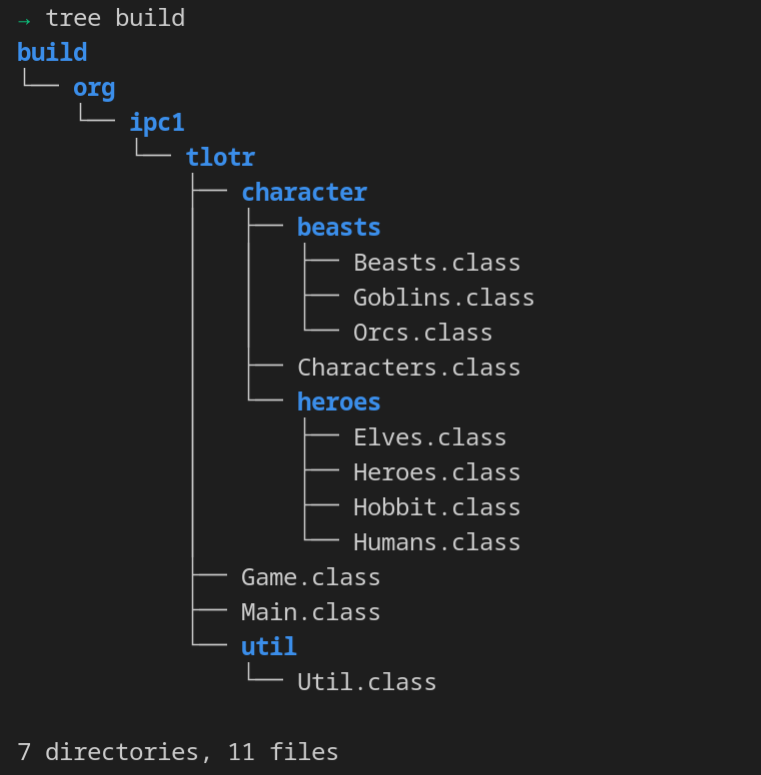 → tree build
build
└── org
    └── ipc1
        └── tlotr
            ├── character
            │   ├── beasts
            │   │   ├── Beasts.class
            │   │   ├── Goblins.class
            │   │   └── Orcs.class
            │   ├── Characters.class
            │   └── heroes
            │       ├── Elves.class
            │       ├── Heroes.class
            │       ├── Hobbit.class
            │       └── Humans.class
            ├── Game.class
            ├── Main.class
            └── util
                └── Util.class

7 directories, 11 files